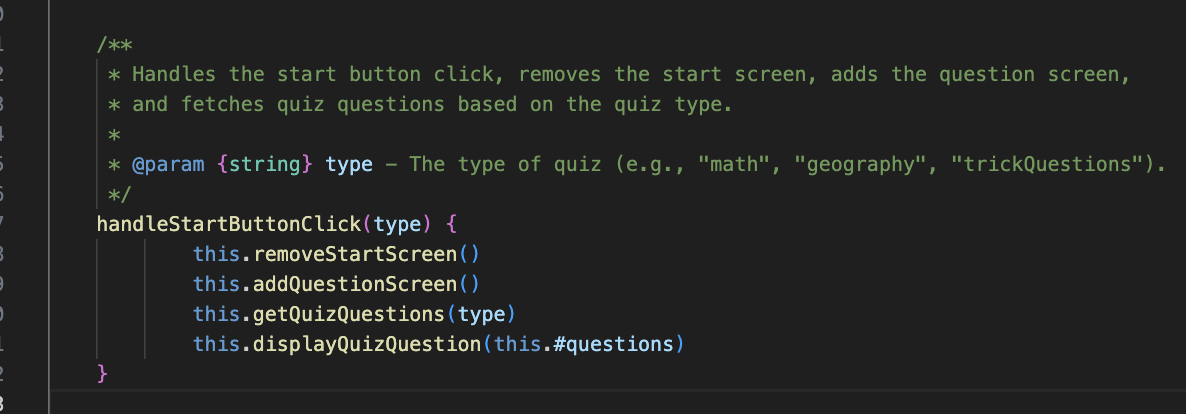 /**
* Handles the start button click, removes the start screen, adds the question screen,
* and fetches quiz questions based on the quiz type.
*
* @param {string} type – The type of quiz (e.g., "math", "geography", "trickQuestions").
*/
handleStartButtonClick(type) {
this.removeStartScreen()
this.addQuestionScreen()
this.getQuizQuestions(type)
this.displayQuizQuestion(this.#questions)
}